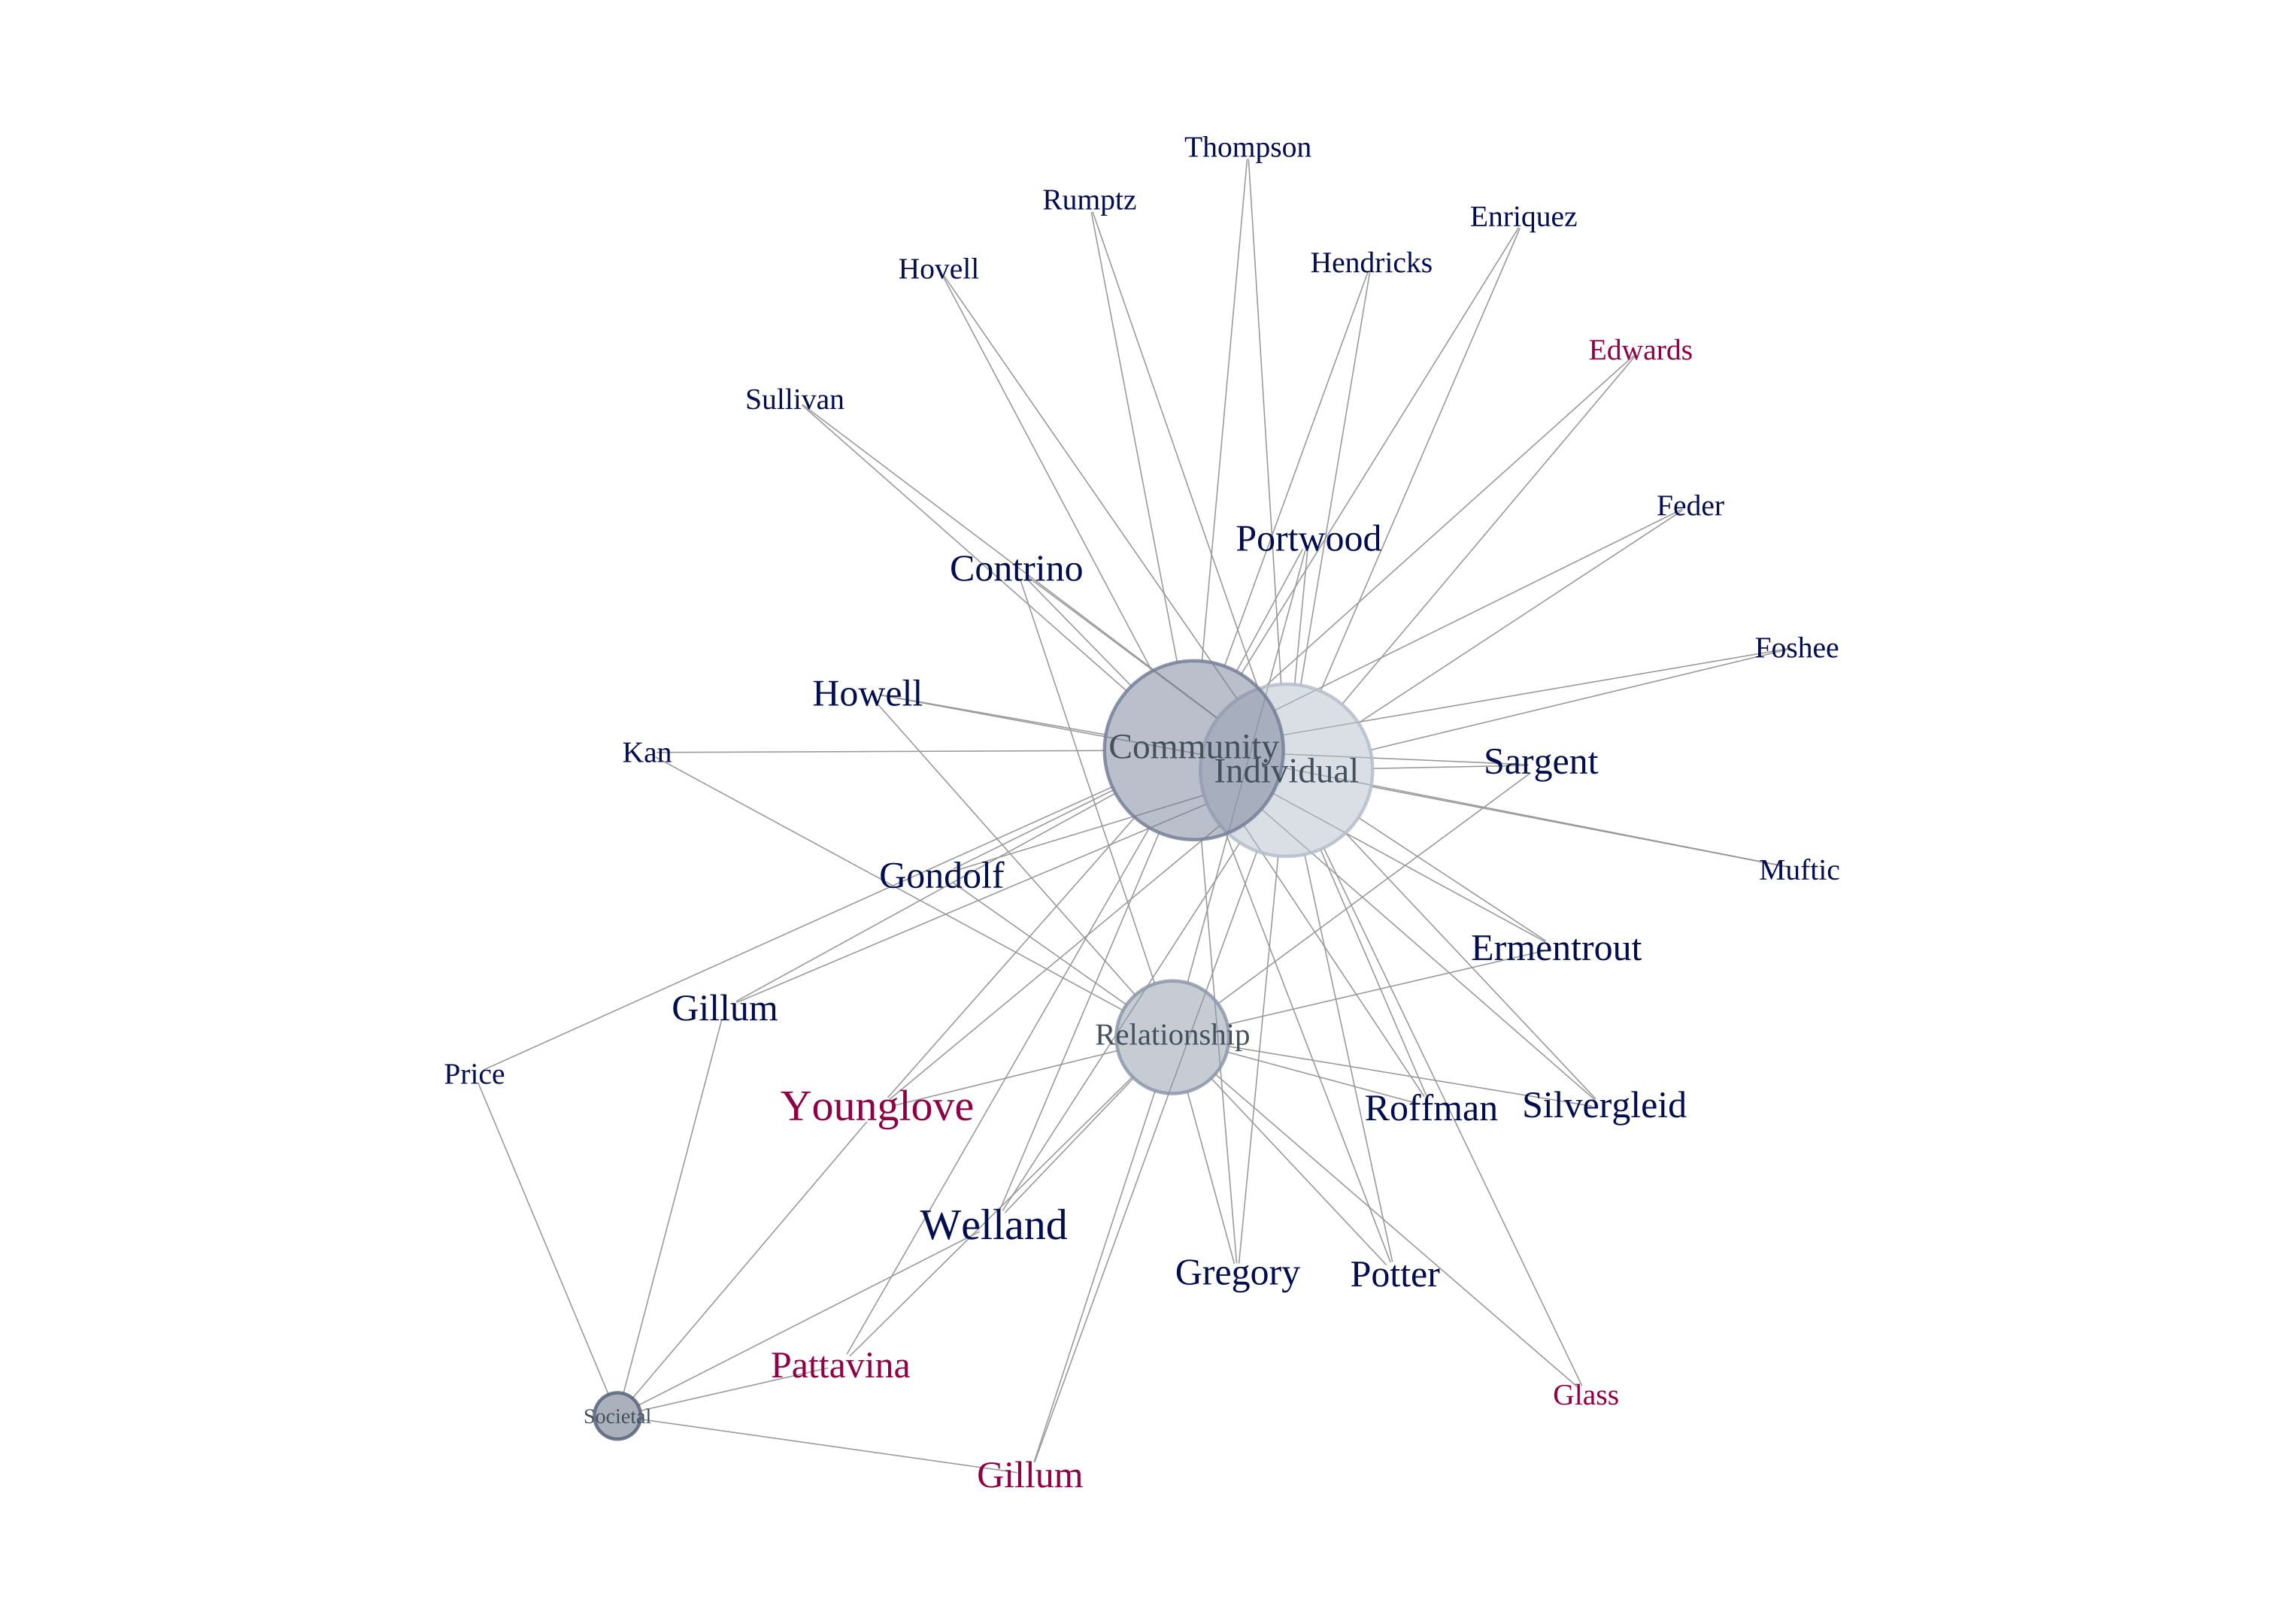 Thompson
Rumptz
Enriquez
Hendricks
Hovell
Edwards
Sullivan
Feder
Portwood
Contrino
Foshee
Howell
Community
Kan
Sargent
Individual
Muftic
Gondolf
Ermentrout
Gillum
Relationship
Price
Younglove
Roffman
Silvergleid
Welland
Gregory
Potter
Pattavina
Glass
Societal
Gillum